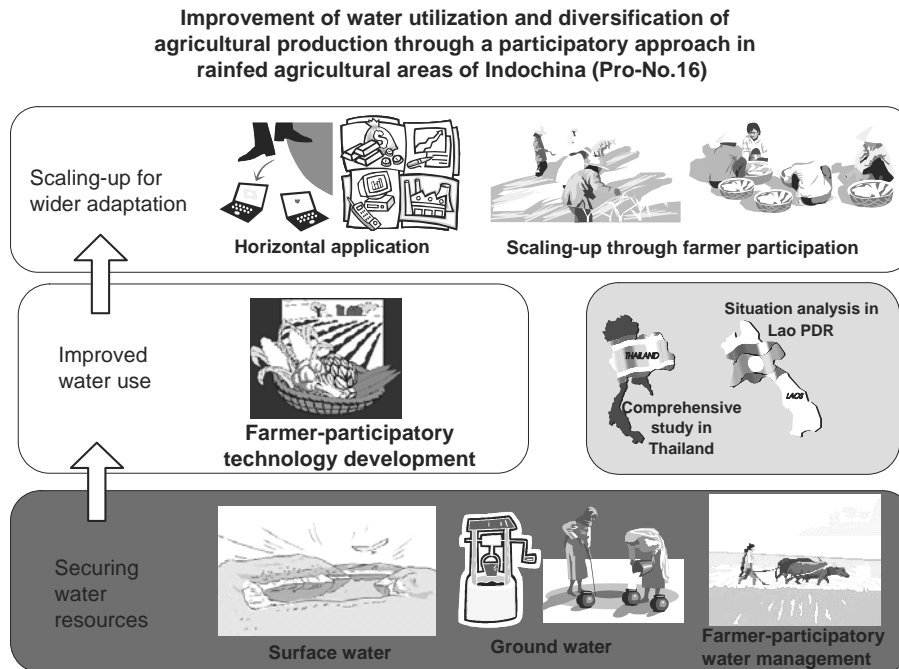 Improvement of water utilization and diversification of
agricultural production through a participatory approach in
rainfed agricultural areas of Indochina (Pro-No.16)
Scaling-up for
wider adaptation
Horizontal application
Scaling-up through farmer participation
Improved
water use
Farmer-participatory
technology development
Situation analysis in
Lao PDR
THAILAND
LAOS
Comprehensive
study in
Thailand
Securing
water
resources
Surface water
Ground water
Farmer-participatory
water management